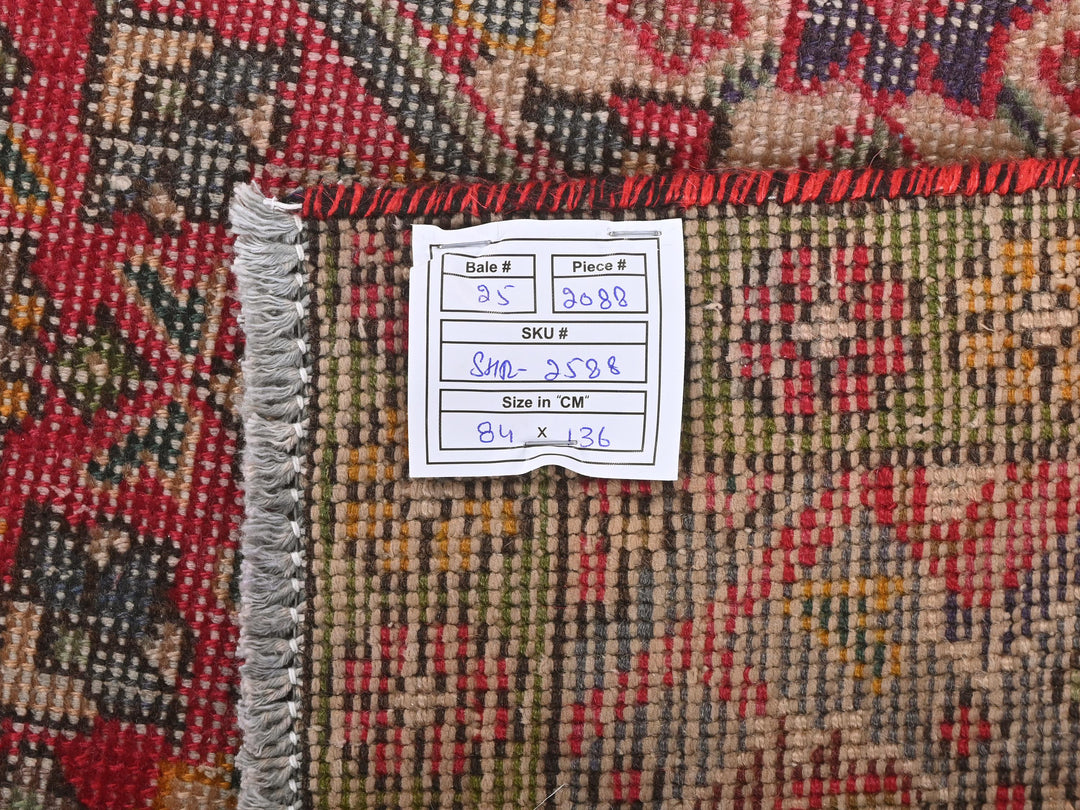 Bale # Piece #
25 2088
SKU #
SHR- 2588
Size in "CM"
84 x 136